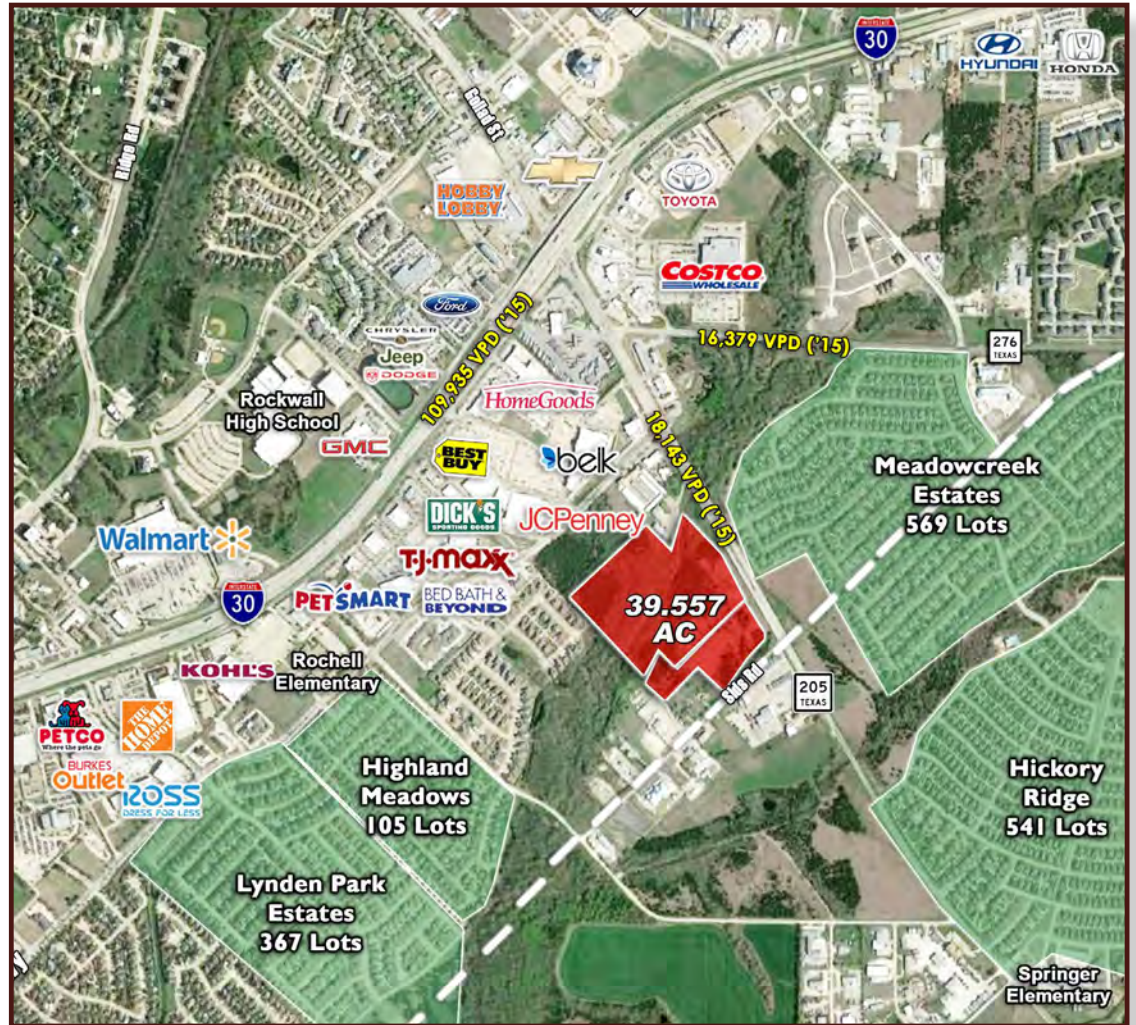 INTERSTATE
30
HYUNDAI
HONDA
Goliad St
Ridge Rd
HOBBY
LOBBY
TOYOTA
COSTCO
WHOLESALE
Ford
CHRYSLER
Jeep
DODGE
109,935 VPD ('15)
16,379 VPD ('15)
276
TEXAS
Rockwall
High School
HomeGoods
GMC
BEST
BUY
belk
18,143 VPD ('15)
Meadowcreek
Estates
569 Lots
DICK'S
SPORTING GOODS
JCPenney
Walmart
T·J·maxx
INTERSTATE
30
PETSMART
BED BATH &
BEYOND
39.557
AC
Sids Rd
205
TEXAS
KOHL'S
Rochell
Elementary
PETCO
Where the pets go
THE
HOME
DEPOT
BURKES
Outlet
ROSS
DRESS FOR LESS
Highland
Meadows
105 Lots
Hickory
Ridge
541 Lots
Lynden Park
Estates
367 Lots
Springer
Elementary